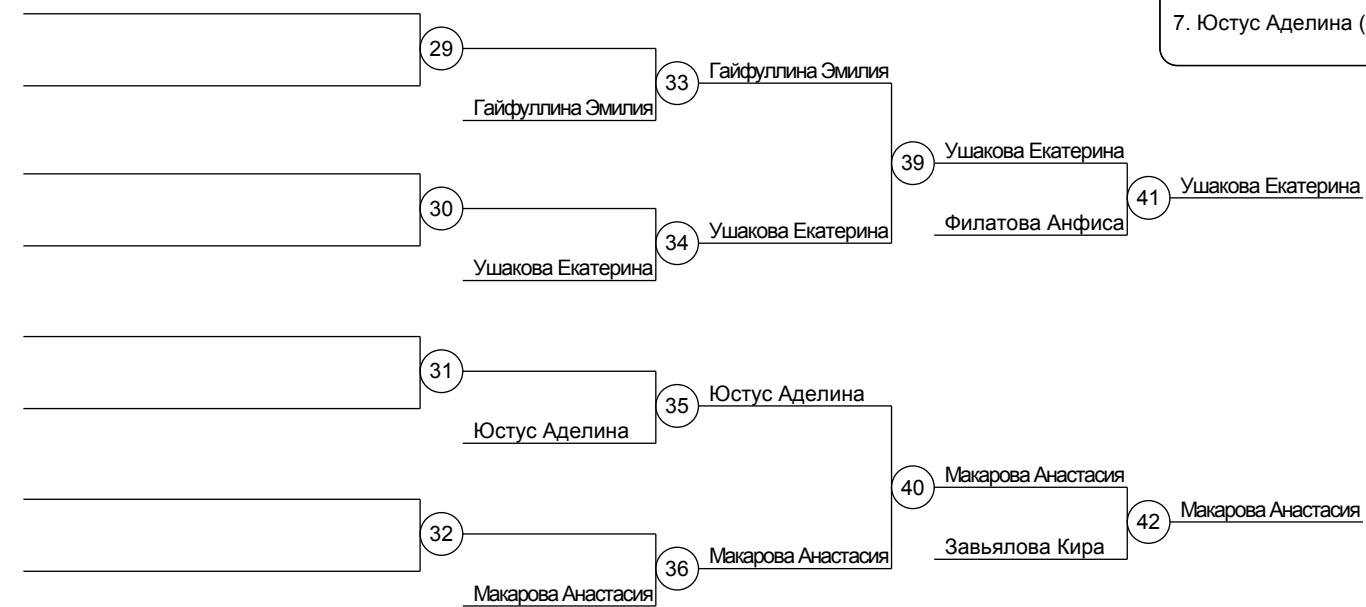 7. Юстус Аделина (
29
33
Гайфуллина Эмилия
Гайфуллина Эмилия
39
Ушакова Екатерина
41
Ушакова Екатерина
30
34
Ушакова Екатерина
Филатова Анфиса
Ушакова Екатерина
31
35
Юстус Аделина
Юстус Аделина
40
Макарова Анастасия
42
Макарова Анастасия
32
36
Макарова Анастасия
Завьялова Кира
Макарова Анастасия